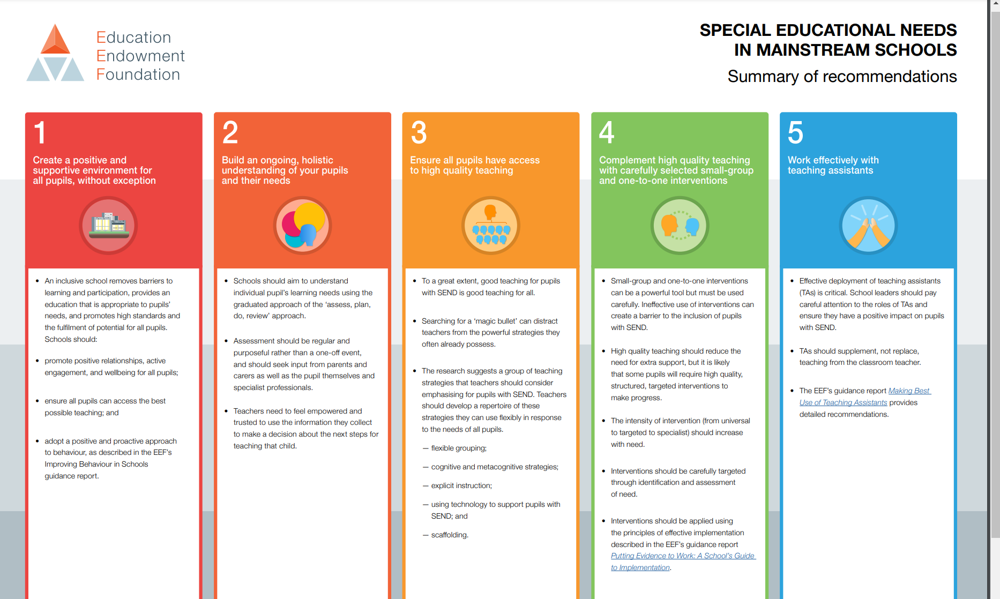 Education
Endowment
Foundation
SPECIAL EDUCATIONAL NEEDS
IN MAINSTREAM SCHOOLS
Summary of recommendations
1
Create a positive and
supportive environment for
all pupils, without exception
• An inclusive school removes barriers to
learning and participation, provides an
education that is appropriate to pupils’
needs, and promotes high standards and
the fulfilment of potential for all pupils.
Schools should:
• promote positive relationships, active
engagement, and wellbeing for all pupils;
• ensure all pupils can access the best
possible teaching; and
• adopt a positive and proactive approach
to behaviour, as described in the EEF’s
Improving Behaviour in Schools
guidance report.
2
Build an ongoing, holistic
understanding of your pupils
and their needs
• Schools should aim to understand
individual pupil’s learning needs using the
graduated approach of the ‘assess, plan,
do, review’ approach.
• Assessment should be regular and
purposeful rather than a one-off event,
and should seek input from parents and
carers as well as the pupil themselves and
specialist professionals.
• Teachers need to feel empowered and
trusted to use the information they collect
to make a decision about the next steps for
teaching that child.
3
Ensure all pupils have access
to high quality teaching
• To a great extent, good teaching for pupils
with SEND is good teaching for all.
• Searching for a ‘magic bullet’ can distract
teachers from the powerful strategies they
often already possess.
• The research suggests a group of teaching
strategies that teachers should consider
emphasising for pupils with SEND. Teachers
should develop a repertoire of these
strategies they can use flexibly in response
to the needs of all pupils.
— flexible grouping;
— cognitive and metacognitive strategies;
— explicit instruction;
— using technology to support pupils with
SEND; and
— scaffolding.
4
Complement high quality teaching
with carefully selected small-group
and one-to-one interventions
• Small-group and one-to-one interventions
can be a powerful tool but must be used
carefully. Ineffective use of interventions can
create a barrier to the inclusion of pupils
with SEND.
• High quality teaching should reduce the
need for extra support, but it is likely
that some pupils will require high quality,
structured, targeted interventions to
make progress.
• The intensity of intervention (from universal
to targeted to specialist) should increase
with need.
• Interventions should be carefully targeted
through identification and assessment
of need.
• Interventions should be applied using
the principles of effective implementation
described in the EEF’s guidance report
Putting Evidence to Work: A School’s Guide
to Implementation.
5
Work effectively with
teaching assistants
• Effective deployment of teaching assistants
(TAs) is critical. School leaders should pay
careful attention to the roles of TAs and
ensure they have a positive impact on pupils
with SEND.
• TAs should supplement, not replace,
teaching from the classroom teacher.
• The EEF’s guidance report Making Best
Use of Teaching Assistants provides
detailed recommendations.